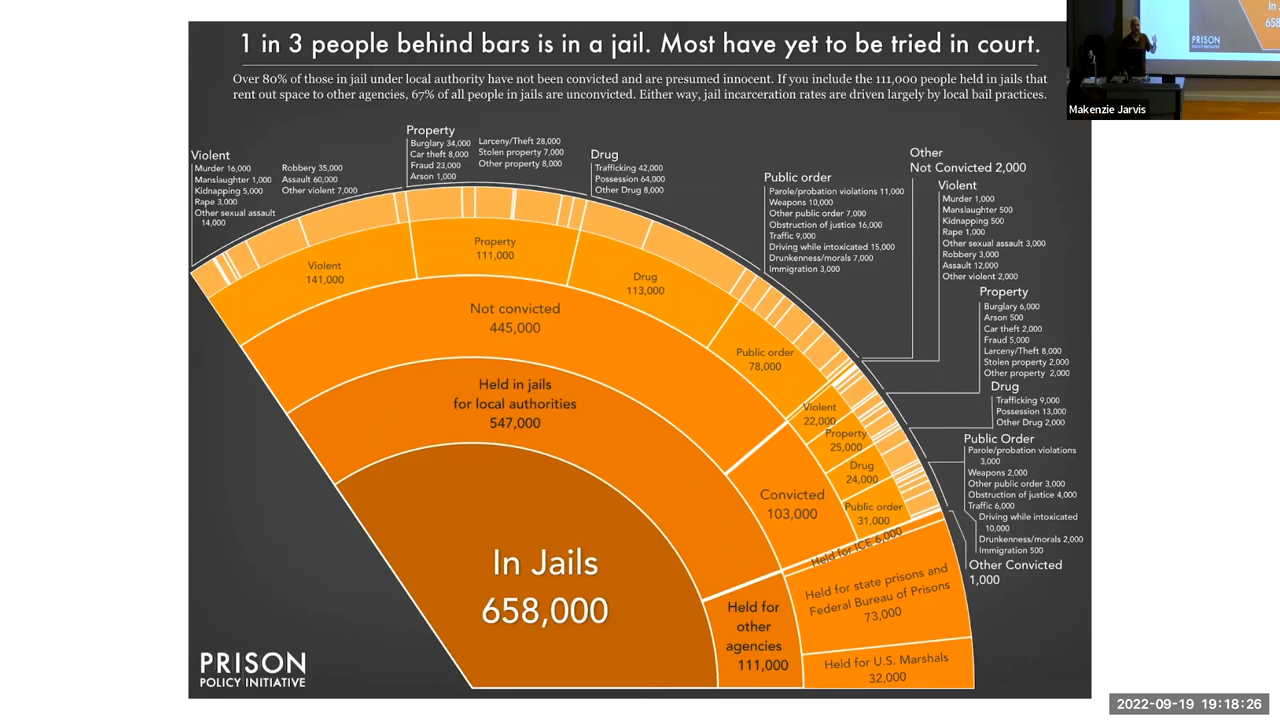 1 in 3 people behind bars is in a jail. Most have yet to be tried in court.
Over 80% of those in jail under local authority have not been convicted and are presumed innocent. If you include the 111,000 people held in jails that
rent out space to other agencies, 67% of all people in jails are unconvicted. Either way, jail incarceration rates are driven largely by local bail practices.
Violent
Murder 16,000
Manslaughter 1,000
Kidnapping 5,000
Rape 3,000
Other sexual assault
14,000
Robbery 35,000
Assault 60,000
Other violent 7,000
Property
Burglary 34,000
Car theft 8,000
Fraud 23,000
Arson 1,000
Larceny/Theft 28,000
Stolen property 7,000
Other property 8,000
Drug
Trafficking 42,000
Possession 64,000
Other Drug 8,000
Public order
Parole/probation violations 11,000
Weapons 10,000
Other public order 7,000
Obstruction of justice 16,000
Traffic 9,000
Driving while intoxicated 15,000
Drunkenness/morals 7,000
Immigration 3,000
Other
Not Convicted 2,000
Violent
Murder 1,000
Manslaughter 500
Kidnapping 500
Rape 1,000
Other sexual assault 3,000
Robbery 3,000
Assault 12,000
Other violent 2,000
Property
Burglary 6,000
Arson 500
Car theft 2,000
Fraud 5,000
Larceny/Theft 8,000
Stolen property 2,000
Other property 2,000
Drug
Trafficking 9,000
Possession 13,000
Other Drug 2,000
Public Order
Parole/probation violations
3,000
Weapons 2,000
Other public order 3,000
Obstruction of justice 4,000
Traffic 6,000
Driving while intoxicated
10,000
Drunkenness/morals 2,000
Immigration 500
Other Convicted
1,000
Violent
141,000
Property
111,000
Drug
113,000
Public order
78,000
Violent
22,000
Property
25,000
Drug
24,000
Public order
31,000
Not convicted
445,000
Convicted
103,000
Held in jails
for local authorities
547,000
Held for ICE 6,000
Held for state prisons and
Federal Bureau of Prisons
73,000
Held for U.S. Marshals
32,000
Held for
other
agencies
111,000
In Jails
658,000
PRISON
POLICY INITIATIVE
In
658
Makenzie Jarvis
2022-09-19 19:18:26